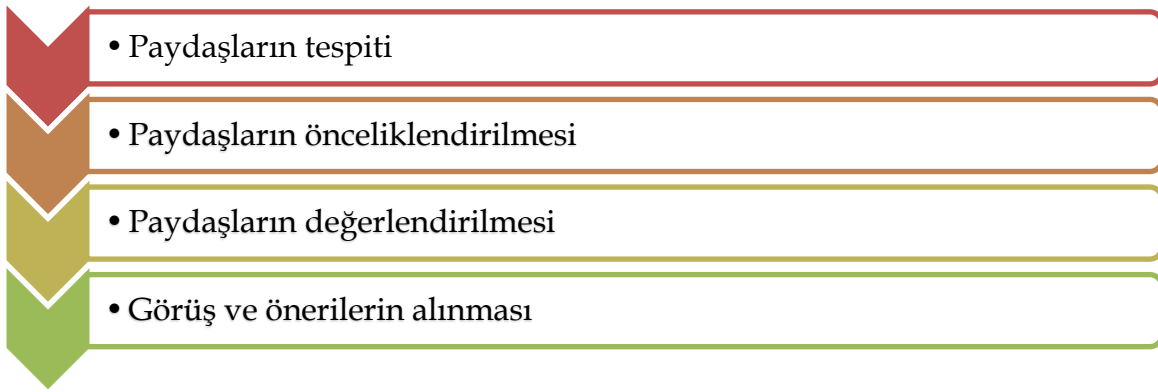 • Paydaşların tespiti
• Paydaşların önceliklendirilmesi
• Paydaşların değerlendirilmesi
• Görüş ve önerilerin alınması